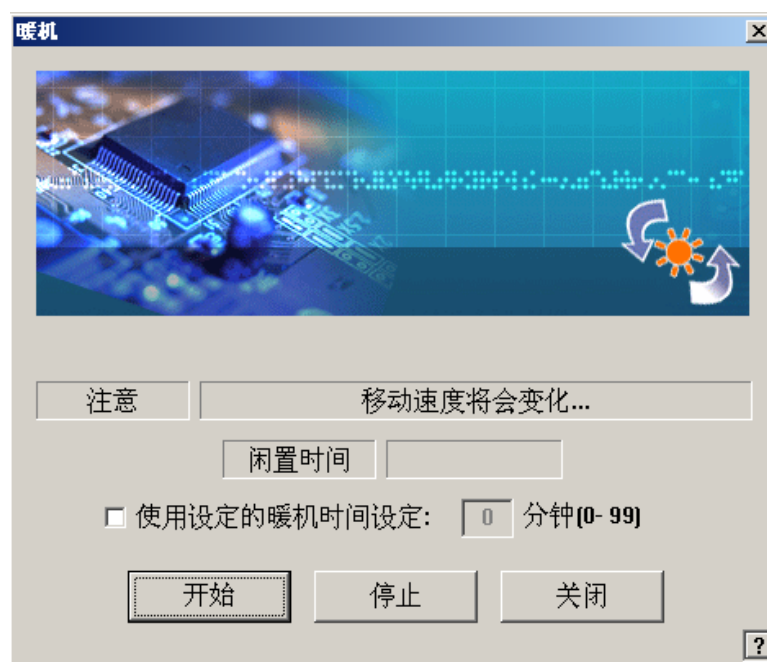 暖机
注意 移动速度将会变化...
闲置时间
使用设定的暖机时间设定: 0 分钟(0- 99)
开始 停止 关闭
?